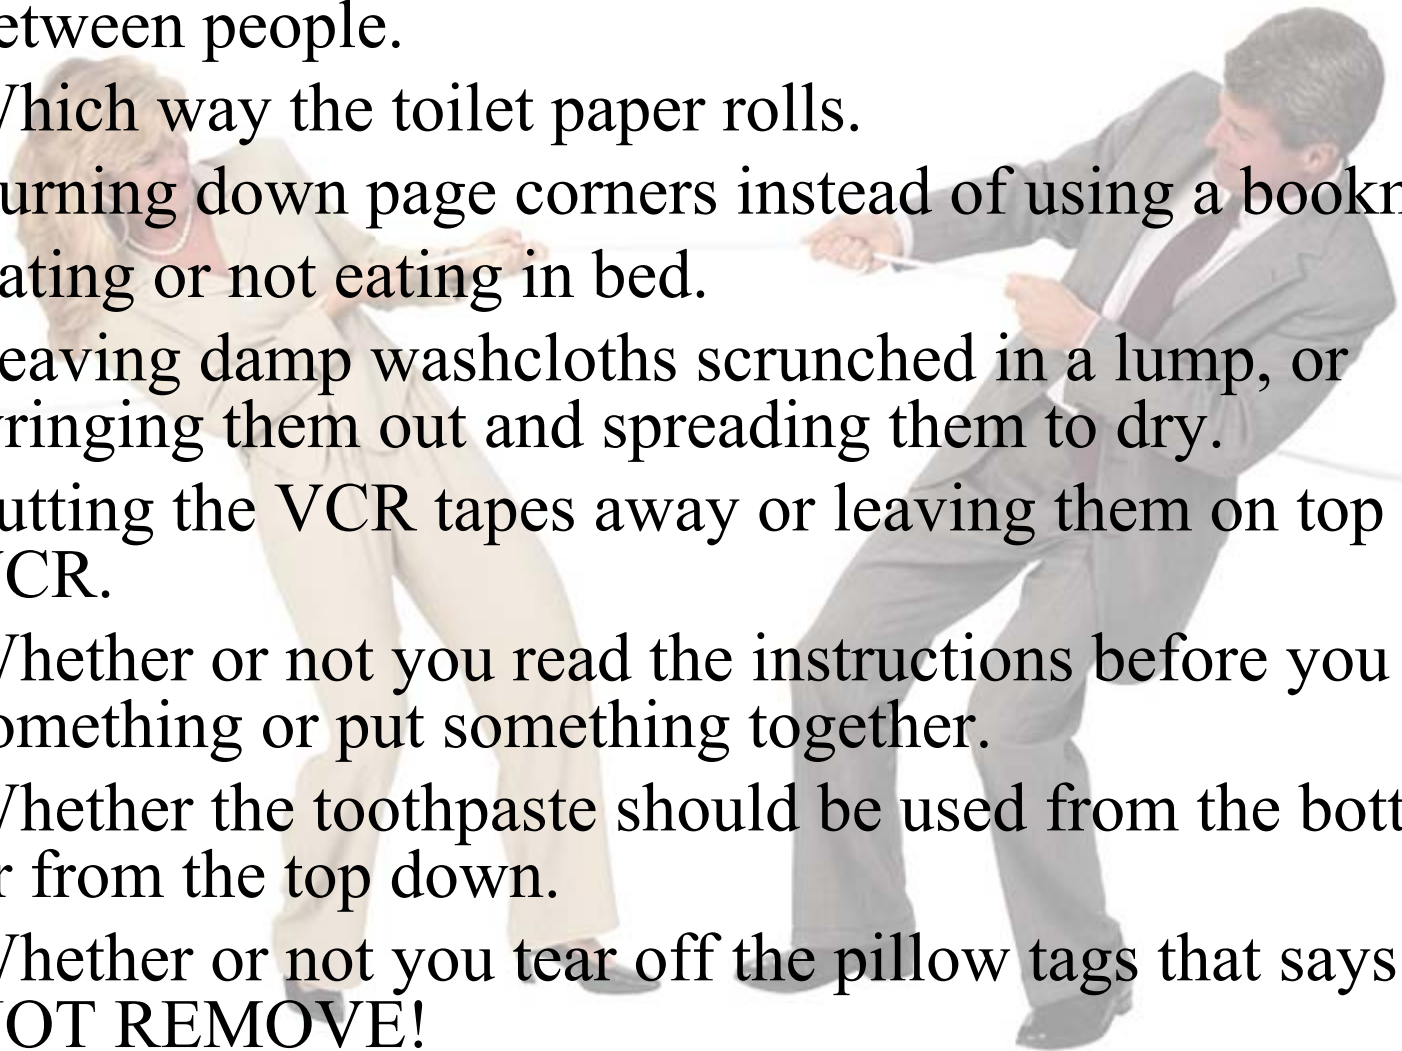 etween people.
hich way the toilet paper rolls.
urning down page corners instead of using a bookm
ating or not eating in bed.
eaving damp washcloths scrunched in a lump, or
ringing them out and spreading them to dry.
utting the VCR tapes away or leaving them on top
CR.
hether or not you read the instructions before you
omething or put something together.
hether the toothpaste should be used from the bott
r from the top down.
hether or not you tear off the pillow tags that says
OT REMOVE!